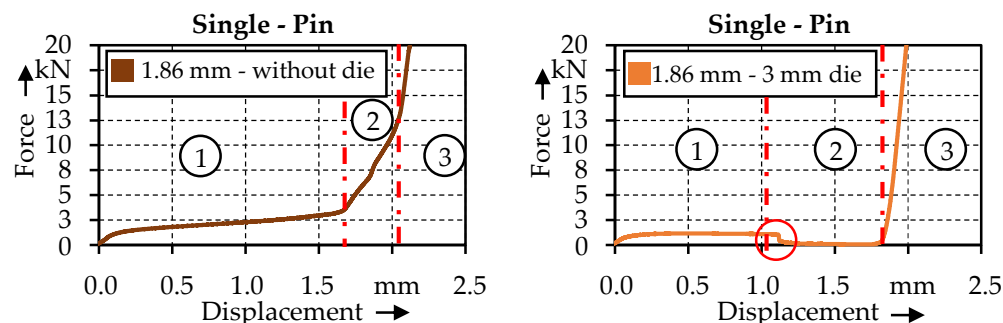 Single - Pin
20
kN
15
13
10
8
5
3
0
Force
1.86 mm - without die
1
2
3
0.0 0.5 1.0 1.5 mm 2.5
Displacement
Single - Pin
20
kN
15
13
10
8
5
3
0
Force
1.86 mm - 3 mm die
1
2
3
0.0 0.5 1.0 1.5 mm 2.5
Displacement